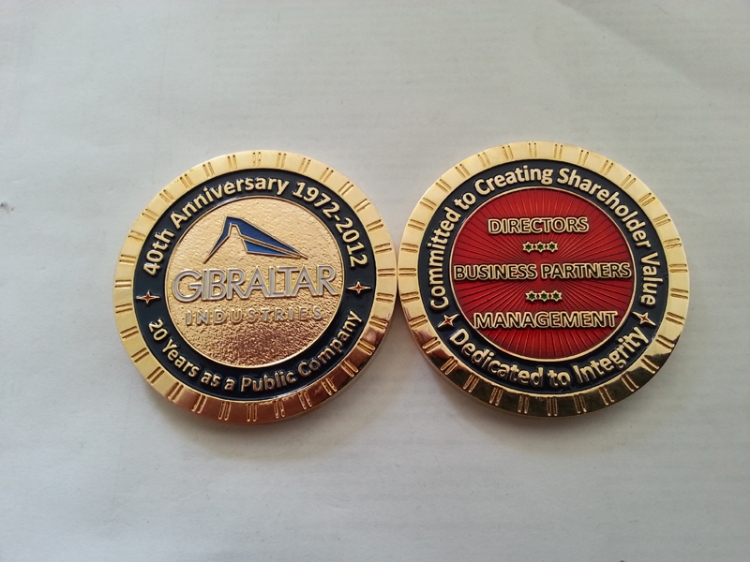 40th Anniversary 1972-2012
GIBRALTAR
INDUSTRIES
20 Years as a Public Company
Committed to Creating Shareholder Value
DIRECTORS
BUSINESS PARTNERS
MANAGEMENT
Dedicated to Integrity